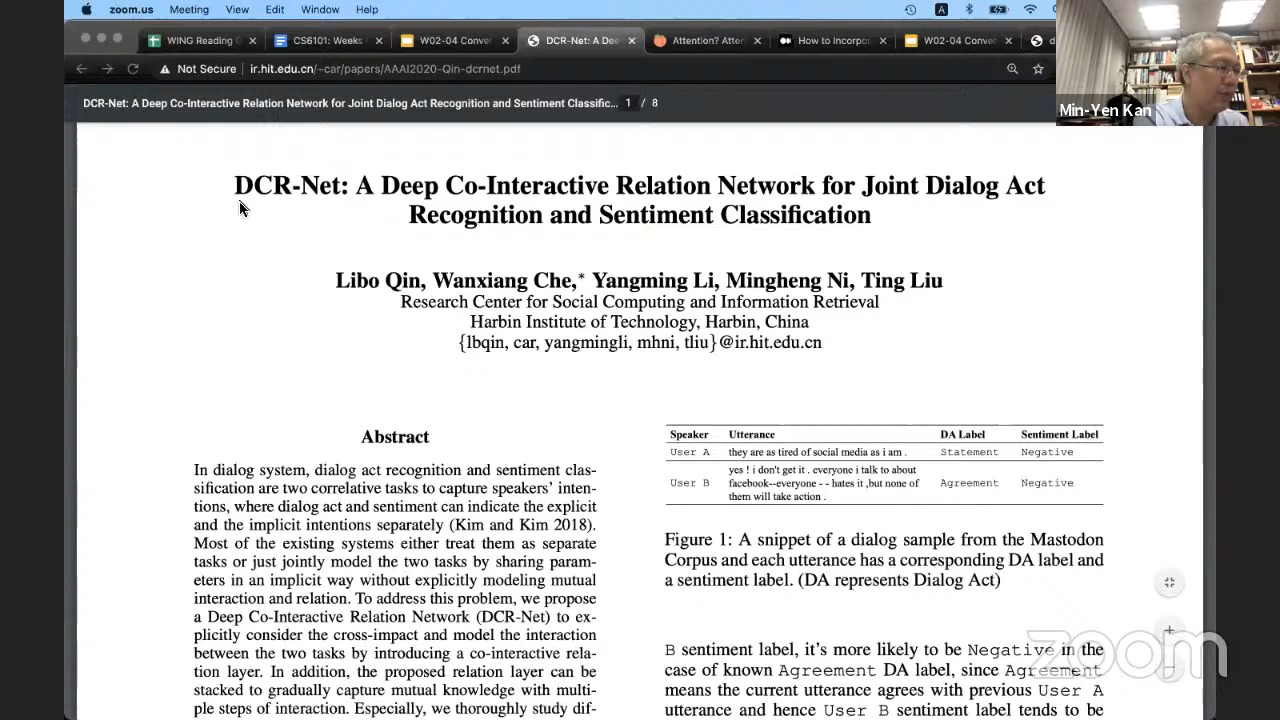 zoom.us Meeting View Edit Window Help
WING Reading
CS6101: Weeks
W02-04 Conve
DCR-Net: A Dee
Attention? Atte
How to Incorpo
W02-04 Conve
Not Secure ir.hit.edu.cn/~car/papers/AAAI2020-Qin-dcrnet.pdf
DCR-Net: A Deep Co-Interactive Relation Network for Joint Dialog Act Recognition and Sentiment Classific... 1 / 8
Min-Yen Kan
DCR-Net: A Deep Co-Interactive Relation Network for Joint Dialog Act
Recognition and Sentiment Classification
Libo Qin, Wanxiang Che,* Yangming Li, Mingheng Ni, Ting Liu
Research Center for Social Computing and Information Retrieval
Harbin Institute of Technology, Harbin, China
{lbqin, car, yangmingli, mhni, tliu}@ir.hit.edu.cn
Abstract
In dialog system, dialog act recognition and sentiment clas-
sification are two correlative tasks to capture speakers' inten-
tions, where dialog act and sentiment can indicate the explicit
and the implicit intentions separately (Kim and Kim 2018).
Most of the existing systems either treat them as separate
tasks or just jointly model the two tasks by sharing param-
eters in an implicit way without explicitly modeling mutual
interaction and relation. To address this problem, we propose
a Deep Co-Interactive Relation Network (DCR-Net) to ex-
plicitly consider the cross-impact and model the interaction
between the two tasks by introducing a co-interactive rela-
tion layer. In addition, the proposed relation layer can be
stacked to gradually capture mutual knowledge with multi-
ple steps of interaction. Especially, we thoroughly study dif-
Speaker Utterance DA Label Sentiment Label
User A they are as tired of social media as i am . Statement Negative
yes ! i don't get it . everyone i talk to about
User B facebook--everyone - - hates it ,but none of Agreement Negative
them will take action .
Figure 1: A snippet of a dialog sample from the Mastodon
Corpus and each utterance has a corresponding DA label and
a sentiment label. (DA represents Dialog Act)
B sentiment label, it's more likely to be Negative in the
case of known Agreement DA label, since Agreement
means the current utterance agrees with previous User A
utterance and hence User B sentiment label tends to be
zoom